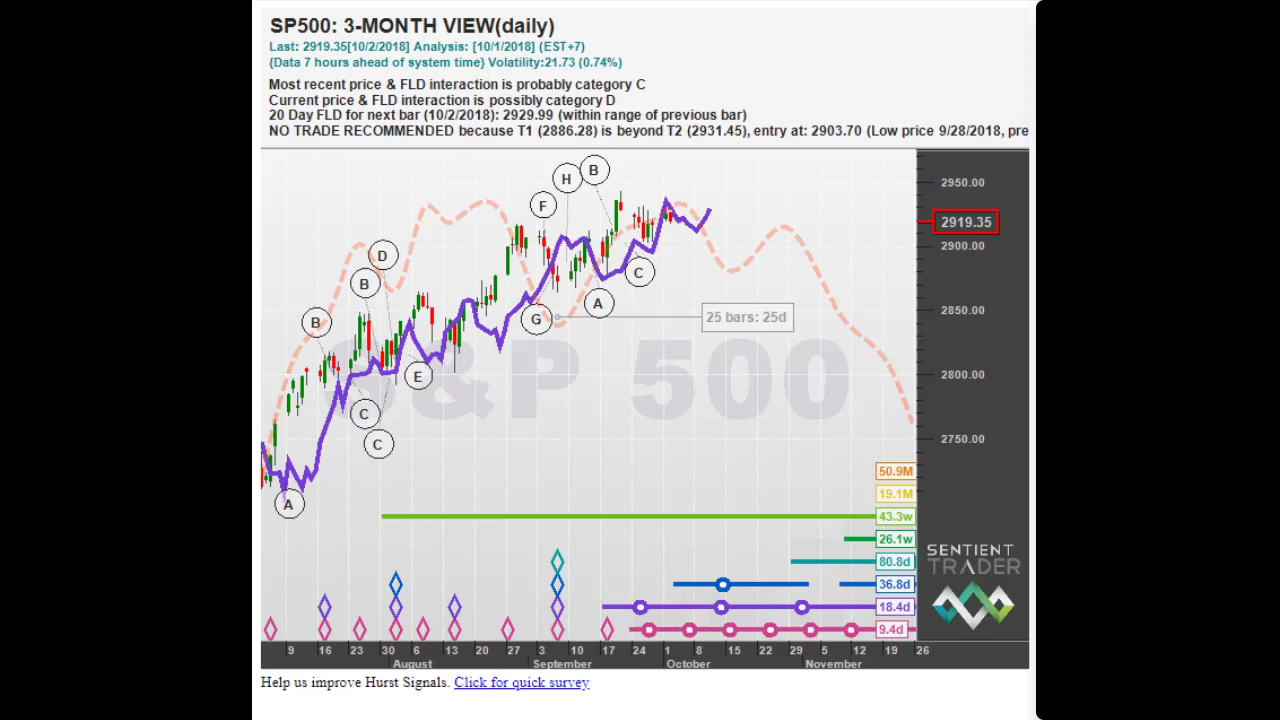 SP500: 3-MONTH VIEW(daily)
Last: 2919.35[10/2/2018] Analysis: [10/1/2018] (EST+7)
{Data 7 hours ahead of system time} Volatility:21.73 (0.74%)
Most recent price & FLD interaction is probably category C
Current price & FLD interaction is possibly category D
20 Day FLD for next bar (10/2/2018): 2929.99 (within range of previous bar)
NO TRADE RECOMMENDED because T1 (2886.28) is beyond T2 (2931.45), entry at: 2903.70 (Low price 9/28/2018, pre
B
H
2950.00
F
2919.35
2900.00
D
C
B
A
2850.00
B
G
25 bars: 25d
S&P 500
E
2800.00
C
C
2750.00
50.9M
19.1M
A
43.3w
26.1w
SENTIENT
TRADER
80.8d
36.8d
18.4d
9.4d
9 16 23 30 6 13 20 27 3 10 17 24 1 8 15 22 29 5 12 19 26
August September October November
Help us improve Hurst Signals. Click for quick survey